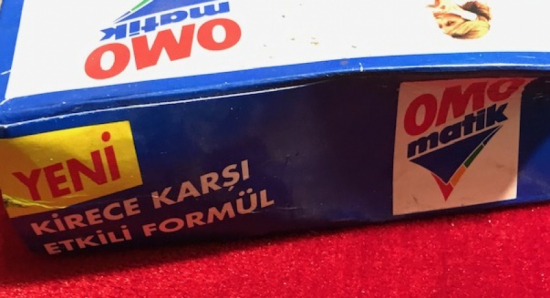 OMO
matik
YENİ
KİRECE KARŞI
ETKİLİ FORMÜL
OMO
matik